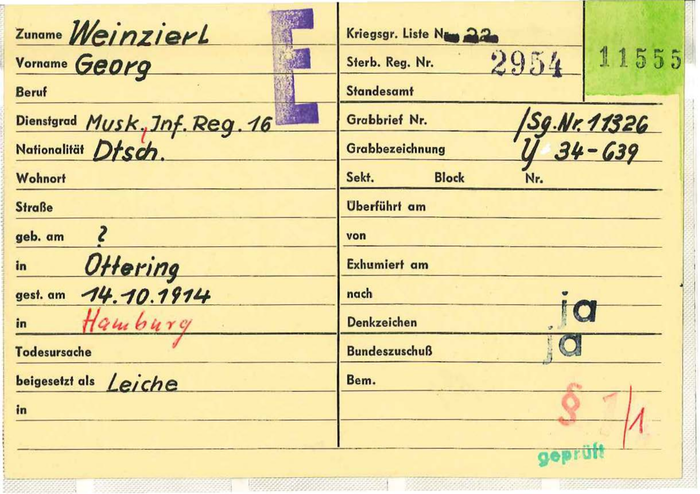 Zuname Weinzierl
Vorname Georg
Beruf
Dienstgrad Musk. Inf. Reg. 16
Nationalität Dtsch.
Wohnort
Straße
geb. am ?
in Ottering
gest. am 14.10.1914
in Hamburg
Todesursache
beigesetzt als Leiche
in
E
Kriegsgr. Liste Nr. 22
Sterb. Reg. Nr. 2954
11555
Standesamt
Grabbrief Nr. /Sg.Nr.11326
Grabbezeichnung Y 34-639
Sekt. Block Nr.
Überführt am
von
Exhumiert am
nach
Denkzeichen ja
Bundeszuschuß ja
Bem.
§ /1
geprüft